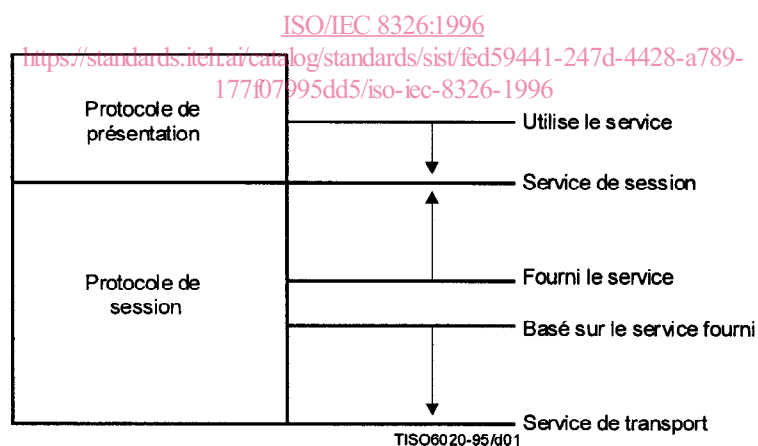 ISO/IEC 8326:1996
https://standards.iteh.ai/catalog/standards/sist/fed59441-247d-4428-a789-
177f07995dd5/iso-iec-8326-1996
Protocole de
présentation
Utilise le service
Service de session
Protocole de
session
Fourni le service
Basé sur le service fourni
Service de transport
TISO6020-95/d01